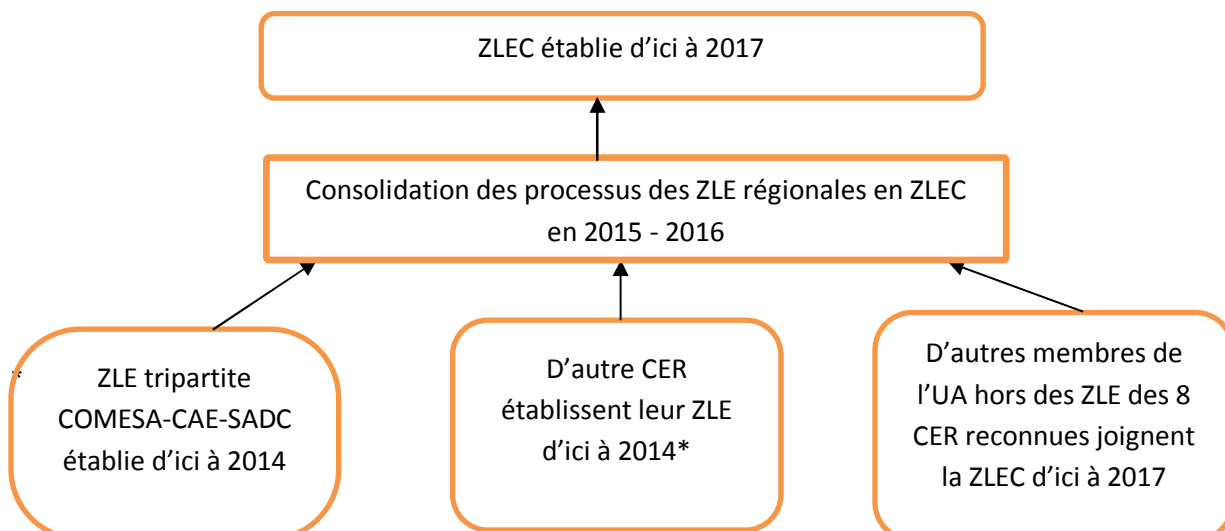 ZLEC établie d’ici à 2017
Consolidation des processus des ZLE régionales en ZLEC
en 2015 - 2016
*
ZLE tripartite
COMESA-CAE-SADC
établie d’ici à 2014
D’autre CER
établissent leur ZLE
d’ici à 2014*
D’autres membres de
l’UA hors des ZLE des 8
CER reconnues joignent
la ZLEC d’ici à 2017